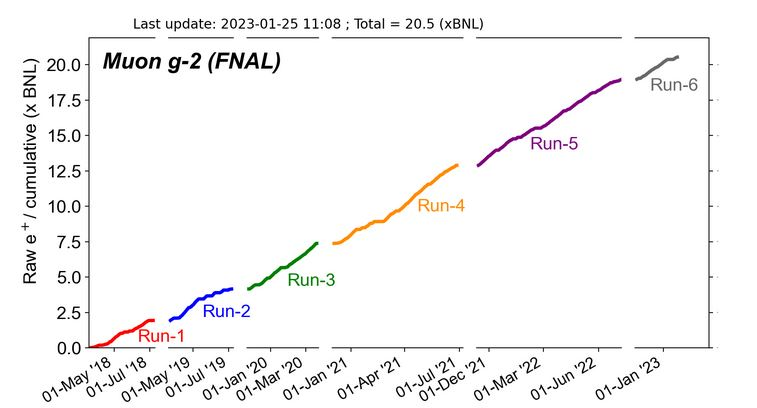 Last update: 2023-01-25 11:08 ; Total = 20.5 (xBNL)
Muon g-2 (FNAL)
Raw e⁺ / cumulative (x BNL)
20.0
17.5
15.0
12.5
10.0
7.5
5.0
2.5
0.0
Run-1
Run-2
Run-3
Run-4
Run-5
Run-6
01-May '18
01-Jul '18
01-May '19
01-Jul '19
01-Jan '20
01-Mar '20
01-Jan '21
01-Apr '21
01-Jul '21
01-Dec '21
01-Mar '22
01-Jun '22
01-Jan '23